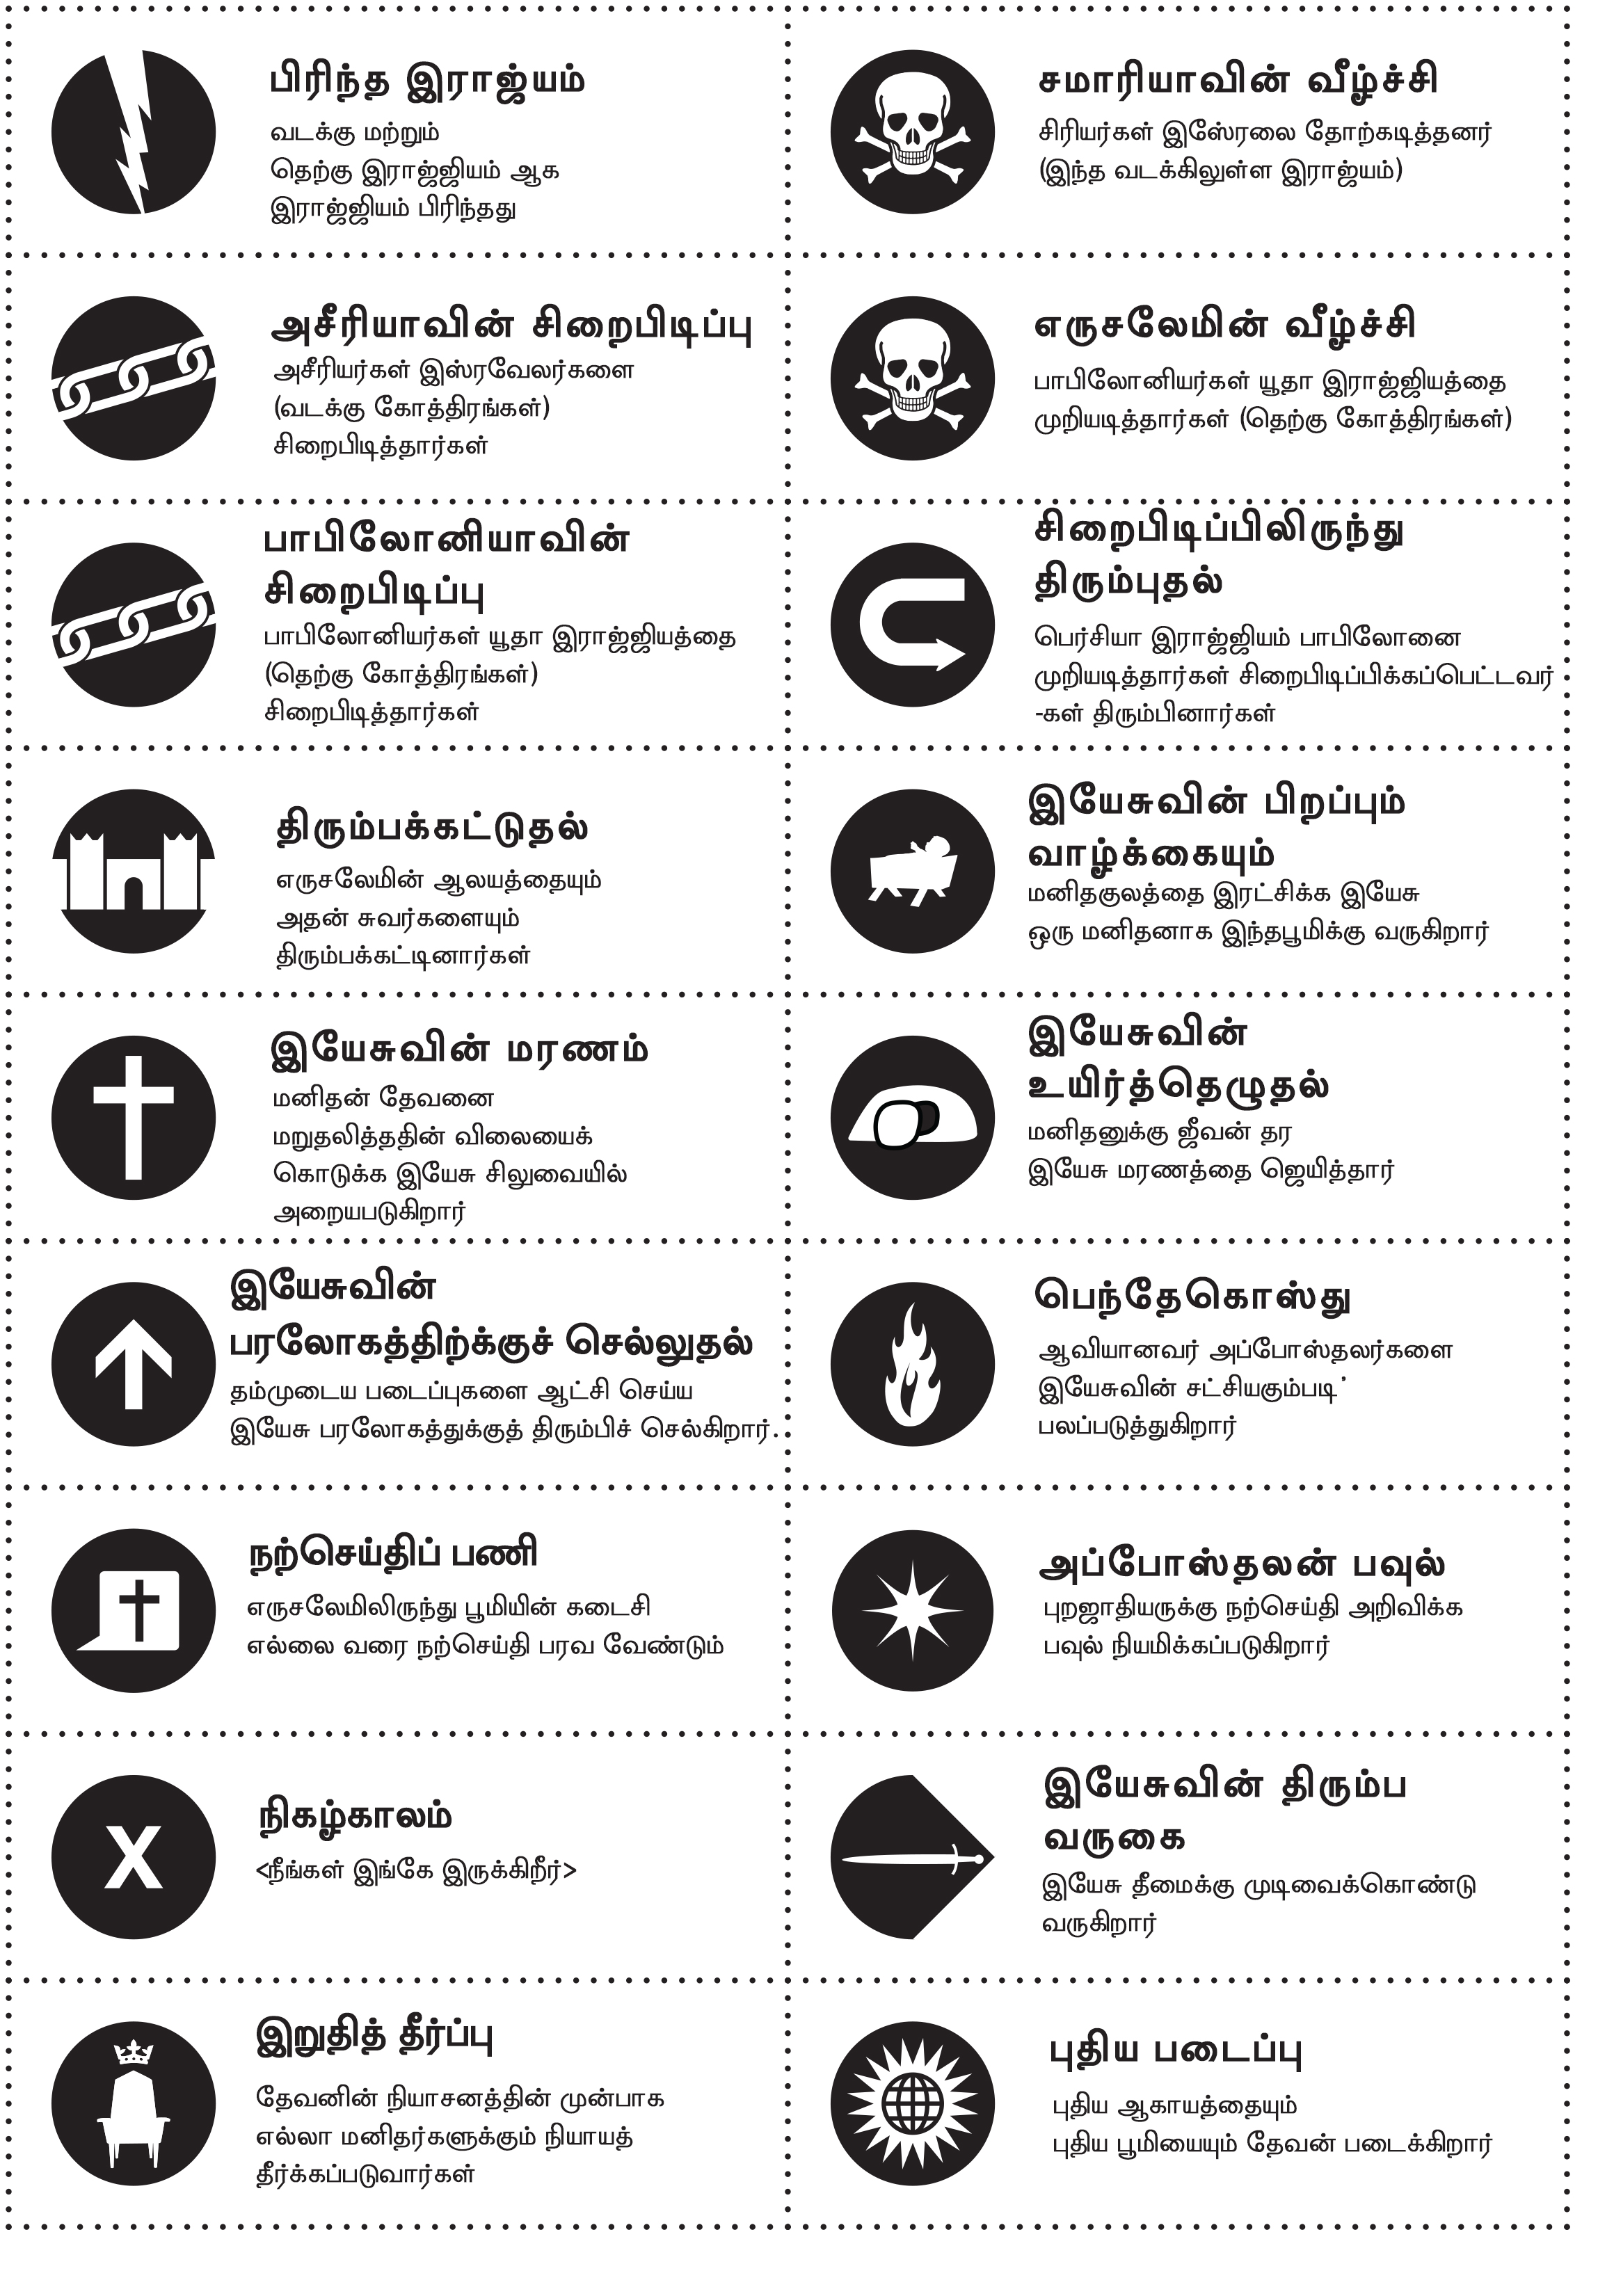 பிரிந்த இராஜ்யம்
வடக்கு மற்றும்
தெற்கு இராஜ்ஜியம் ஆக
இராஜ்ஜியம் பிரிந்தது
சமாரியாவின் வீழ்ச்சி
சிரியர்கள் இஸ்ரேலை தோற்கடித்தனர்
(இந்த வடக்கிலுள்ள இராஜ்யம்)
அசீரியாவின் சிறைபிடிப்பு
அசீரியர்கள் இஸ்ரவேலர்களை
(வடக்கு கோத்திரங்கள்)
சிறைபிடித்தார்கள்
எருசலேமின் வீழ்ச்சி
பாபிலோனியர்கள் யூதா இராஜ்ஜியத்தை
முறியடித்தார்கள் (தெற்கு கோத்திரங்கள்)
பாபிலோனியாவின்
சிறைபிடிப்பு
பாபிலோனியர்கள் யூதா இராஜ்ஜியத்தை
(தெற்கு கோத்திரங்கள்)
சிறைபிடித்தார்கள்
சிறைபிடிப்பிலிருந்து
திரும்புதல்
பெர்சியா இராஜ்ஜியம் பாபிலோனை
முறியடித்தார்கள் சிறைபிடிப்பிக்கப்பெட்டவர்
-கள் திரும்பினார்கள்
திரும்பக்கட்டுதல்
எருசலேமின் ஆலயத்தையும்
அதன் சுவர்களையும்
திரும்பக்கட்டினார்கள்
இயேசுவின் பிறப்பும்
வாழ்க்கையும்
மனிதகுலத்தை இரட்சிக்க இயேசு
ஒரு மனிதனாக இந்தபூமிக்கு வருகிறார்
இயேசுவின் மரணம்
மனிதன் தேவனை
மறுதலித்ததின் விலையைக்
கொடுக்க இயேசு சிலுவையில்
அறையபடுகிறார்
இயேசுவின்
உயிர்த்தெழுதல்
மனிதனுக்கு ஜீவன் தர
இயேசு மரணத்தை ஜெயித்தார்
இயேசுவின்
பரலோகத்திற்க்குச் செல்லுதல்
தம்முடைய படைப்புகளை ஆட்சி செய்ய
இயேசு பரலோகத்துக்குத் திரும்பிச் செல்கிறார்.
பெந்தேகொஸ்து
ஆவியானவர் அப்போஸ்தலர்களை
இயேசுவின் சட்சியகும்படி˙
பலப்படுத்துகிறார்
நற்செய்திப் பணி
எருசலேமிலிருந்து பூமியின் கடைசி
எல்லை வரை நற்செய்தி பரவ வேண்டும்
அப்போஸ்தலன் பவுல்
புறஜாதியருக்கு நற்செய்தி அறிவிக்க
பவுல் நியமிக்கப்படுகிறார்
X
நிகழ்காலம்
<நீங்கள் இங்கே இருக்கிறீர்>
இயேசுவின் திரும்ப
வருகை
இயேசு தீமைக்கு முடிவைக்கொண்டு
வருகிறார்
இறுதித் தீர்ப்பு
தேவனின் நியாசனத்தின் முன்பாக
எல்லா மனிதர்களுக்கும் நியாயத்
தீர்க்கப்படுவார்கள்
புதிய படைப்பு
புதிய ஆகாயத்தையும்
புதிய பூமியையும் தேவன் படைக்கிறார்